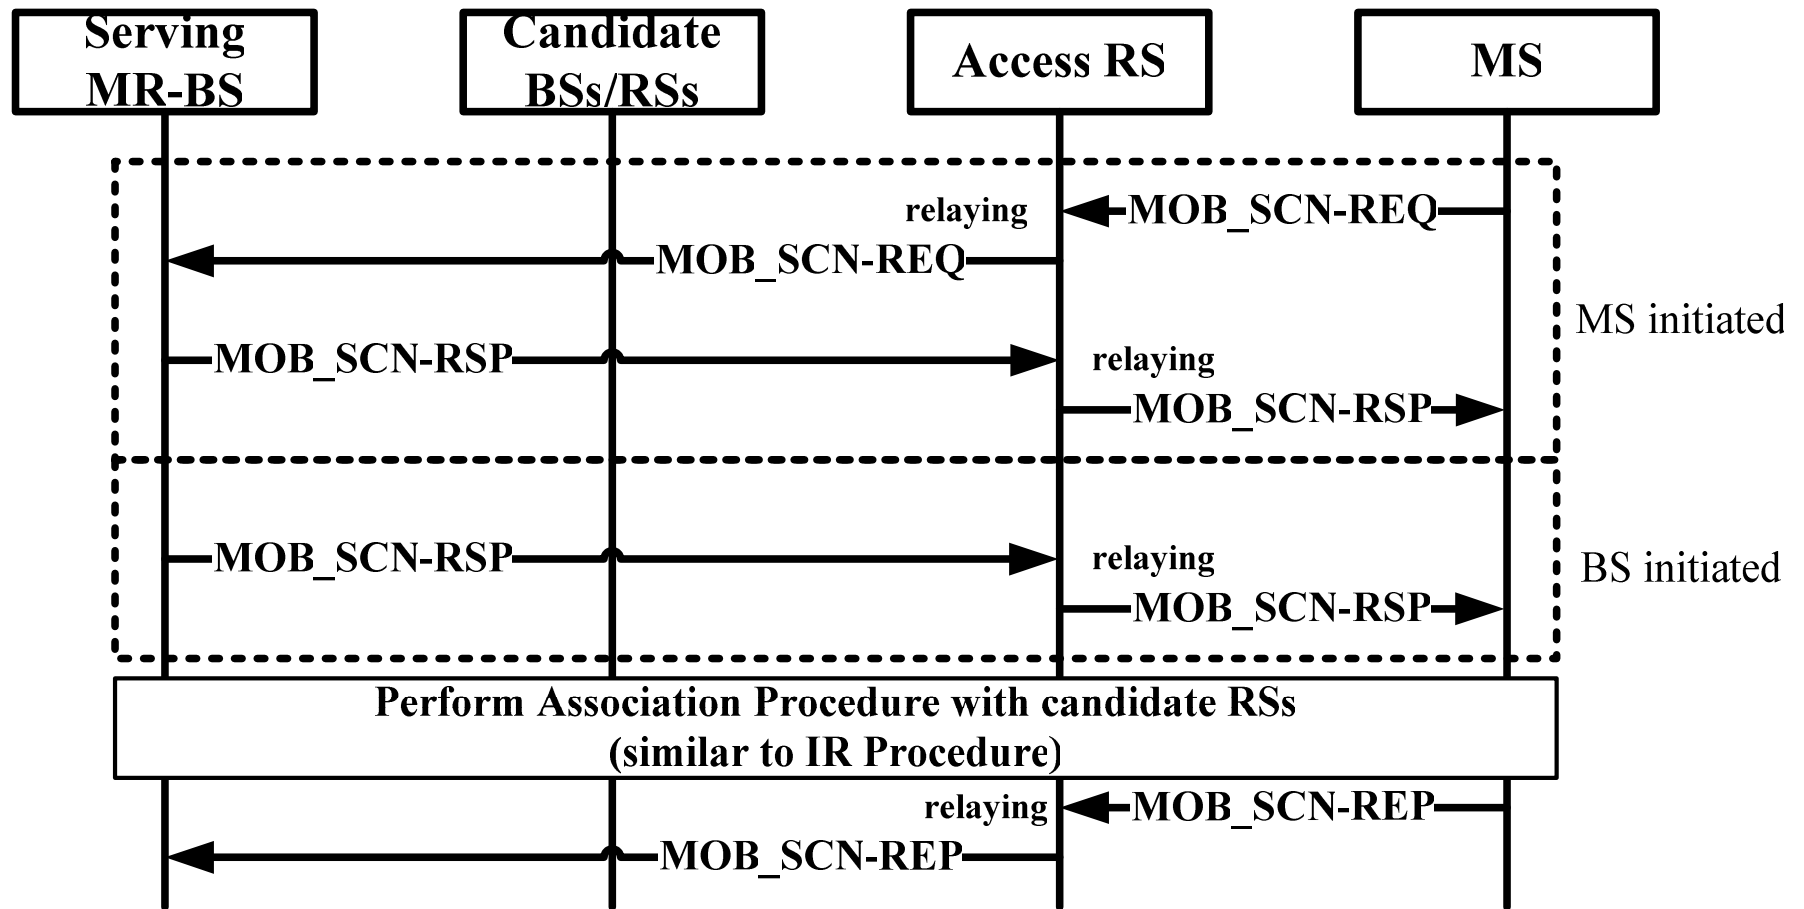 Serving
MR-BS
Candidate
BSs/RSs
Access RS
MS
relaying
MOB_SCN-REQ
MOB_SCN-REQ
MS initiated
MOB_SCN-RSP
relaying
MOB_SCN-RSP
MOB_SCN-RSP
relaying
BS initiated
MOB_SCN-RSP
Perform Association Procedure with candidate RSs
(similar to IR Procedure)
relaying
MOB_SCN-REP
MOB_SCN-REP